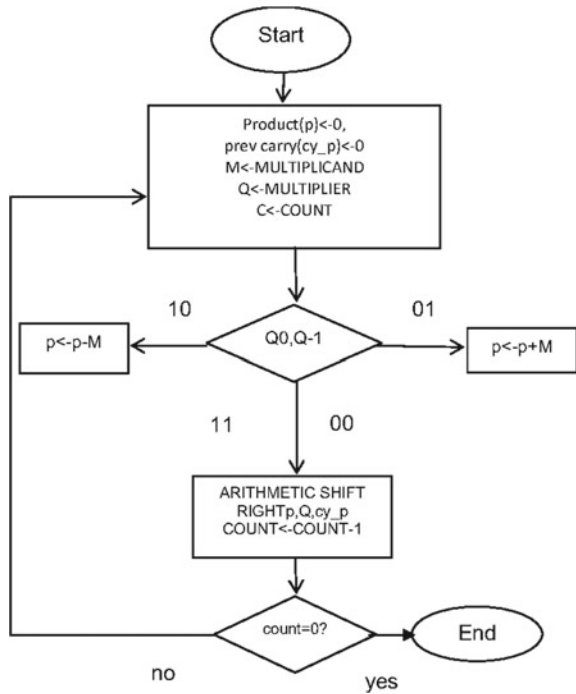 Start
Product(p)<-0,
prev carry(cy_p)<-0
M<-MULTIPLICAND
Q<-MULTIPLIER
C<-COUNT
10
01
p<-p-M
Q0,Q-1
p<-p+M
11
00
ARITHMETIC SHIFT
RIGHTp,Q,cy_p
COUNT<-COUNT-1
count=0?
End
no
yes